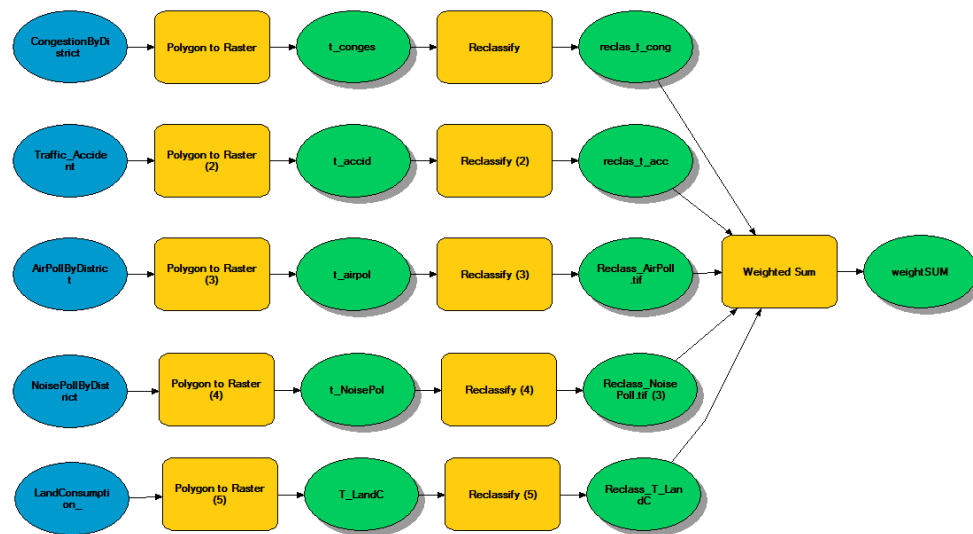 CongestionByDi
strict
Polygon to Raster
t_conges
Reclassify
reclas_t_cong
Traffic_Acciden
nt
Polygon to Raster
(2)
t_accid
Reclassify (2)
reclas_t_acc
AirPollByDistric
t
Polygon to Raster
(3)
t_airpol
Reclassify (3)
Reclass_AirPoll
.tif
Weighted Sum
weightSUM
NoisePollByDist
rict
Polygon to Raster
(4)
t_NoisePol
Reclassify (4)
Reclass_Noise
Poll.tif (3)
LandConsumpti
on_
Polygon to Raster
(5)
T_LandC
Reclassify (5)
Reclass_T_Lan
dC